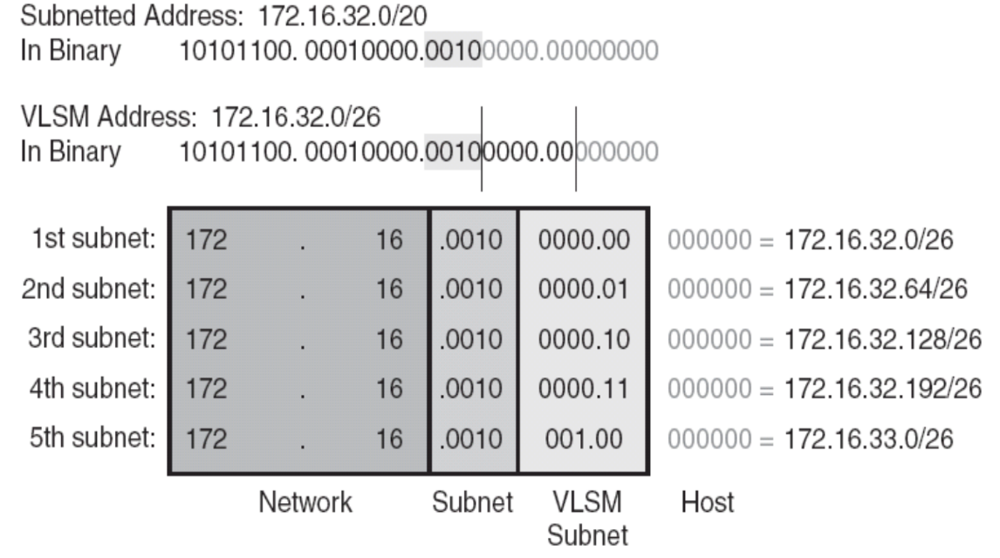 Subnetted Address: 172.16.32.0/20
In Binary 10101100. 00010000.00100000.00000000
VLSM Address: 172.16.32.0/26
In Binary 10101100. 00010000.00100000.00000000
1st subnet: 172 . 16 .0010 0000.00 000000 = 172.16.32.0/26
2nd subnet: 172 . 16 .0010 0000.01 000000 = 172.16.32.64/26
3rd subnet: 172 . 16 .0010 0000.10 000000 = 172.16.32.128/26
4th subnet: 172 . 16 .0010 0000.11 000000 = 172.16.32.192/26
5th subnet: 172 . 16 .0010 001.00 000000 = 172.16.33.0/26
Network Subnet VLSM Host
Subnet